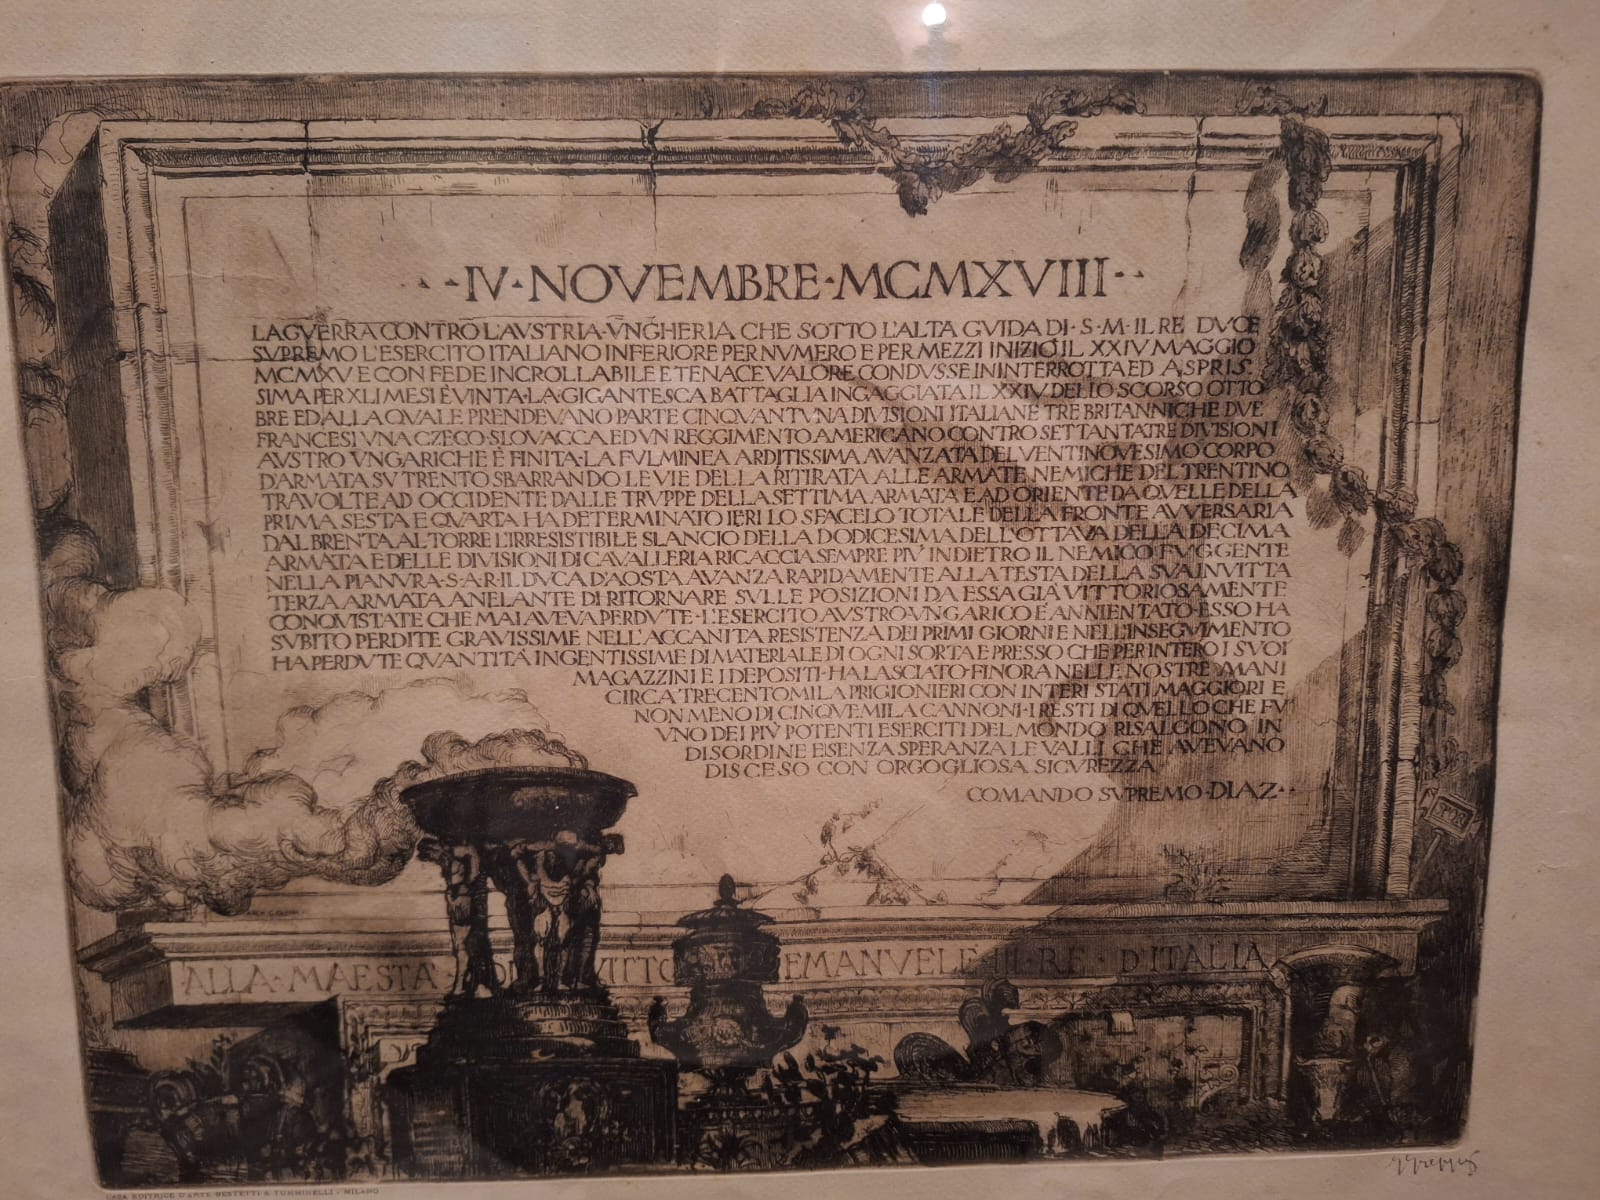 ·IV·NOVEMBRE·MCMXVIII·
LA GVERRA CONTRO L'AVSTRIA·VNGHERIA CHE SOTTO L'ALTA GVIDA DI·S·M·IL RE DVCE
SVPREMO L'ESERCITO ITALIANO INFERIORE PER NVMERO E PER MEZZI INIZIÒ IL XXIV MAGGIO
MCMXV E CON FEDE INCROLLABILE E TENACE VALORE CONDVSSE ININTERROTTA ED ASPRIS
SIMA PER XLI MESI È VINTA·LA GIGANTESCA BATTAGLIA INGAGGIATA IL XXIV DELLO SCORSO OTTO
BRE ED ALLA QVALE PRENDEVANO PARTE CINQVANTVNA DIVISIONI ITALIANE TRE BRITANNICHE DVE
FRANCESI VNA CZECO·SLOVACCA ED VN REGGIMENTO AMERICANO CONTRO SETTANTATRE DIVISIONI
AVSTRO VNGARICHE È FINITA·LA FVLMINEA ARDITISSIMA AVANZATA DEL VENTINOVESIMO CORPO
D'ARMATA SV TRENTO SBARRANDO LE VIE DELLA RITIRATA ALLE ARMATE NEMICHE DEL TRENTINO
TRAVOLTE AD OCCIDENTE DALLE TRVPPE DELLA SETTIMA ARMATA E AD ORIENTE DA QVELLE DELLA
PRIMA SESTA E QVARTA HA DETERMINATO IERI LO SFACELO TOTALE DELLA FRONTE AVVERSARIA
DAL BRENTA AL TORRE L'IRRESISTIBILE SLANCIO DELLA DODICESIMA DELL'OTTAVA DELLA DECIMA
ARMATA E DELLE DIVISIONI DI CAVALLERIA RICACCIA SEMPRE PIV' INDIETRO IL NEMICO FVGGENTE
NELLA PIANVRA·S·A·R·IL DVCA D'AOSTA AVANZA RAPIDAMENTE ALLA TESTA DELLA SVA INVITTA
TERZA ARMATA ANELANTE DI RITORNARE SVLLE POSIZIONI DA ESSA GIA' VITTORIOSAMENTE
CONQVISTATE CHE MAI AVEVA PERDVTE·L'ESERCITO AVSTRO·VNGARICO È ANNIENTATO·ESSO HA
SVBITO PERDITE GRAVISSIME NELL'ACCANITA RESISTENZA DEI PRIMI GIORNI E NELL'INSEGVIMENTO
HA PERDVTE QVANTITÀ INGENTISSIME DI MATERIALE DI OGNI SORTA E PRESSO CHE PER INTERO I SVOI
MAGAZZINI E I DEPOSITI·HA LASCIATO FINORA NELLE NOSTRE MANI
CIRCA TRECENTOMILA PRIGIONIERI CON INTERI STATI MAGGIORI E
NON MENO DI CINQVEMILA CANNONI·I RESTI DI QVELLO CHE FV
VNO DEI PIV POTENTI ESERCITI DEL MONDO RISALGONO IN
DISORDINE E SENZA SPERANZA LE VALLI CHE AVEVANO
DISCESO CON ORGOGLIOSA SICVREZZA
COMANDO SVPREMO·DIAZ·
ALLA·MAESTÀ VITTO EMANVELE·III·RE·D'ITALIA
CASA EDITRICE D'ARTE BESTETTI & TUMMINELLI - MILANO